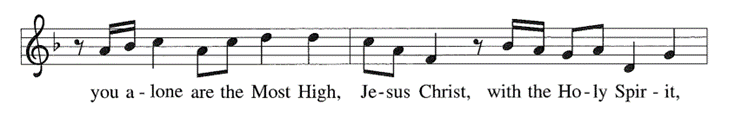 you a - lone are the Most High, Je - sus Christ, with the Ho - ly Spir - it,